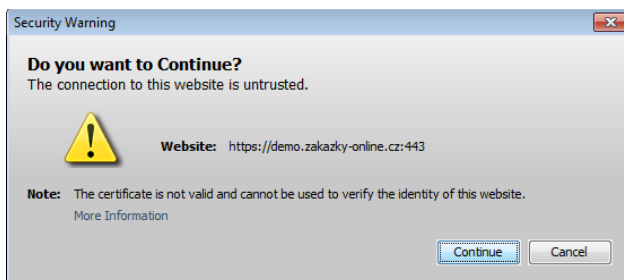 Security Warning
Do you want to Continue?
The connection to this website is untrusted.
Website: https://demo.zakazky-online.cz:443
Note: The certificate is not valid and cannot be used to verify the identity of this website.
More Information
Continue Cancel